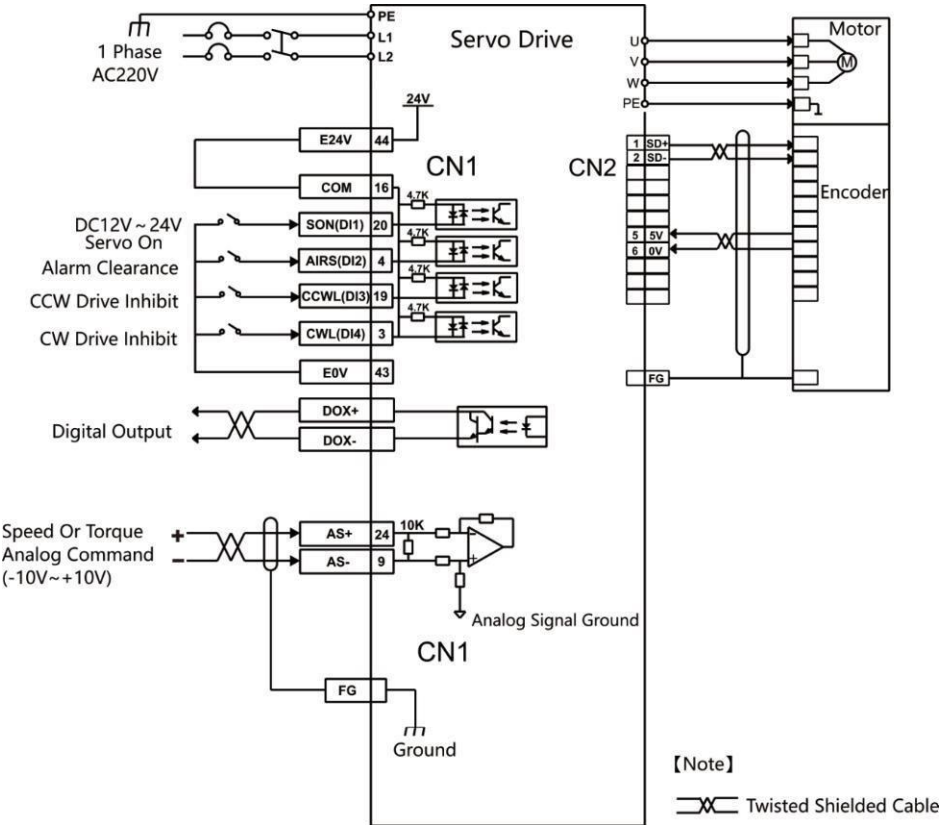 PE
L1
L2
1 Phase
AC220V
Servo Drive
U
V
W
PE
Motor
M
24V
E24V 44
CN1
COM 16
4.7K
DC12V ~ 24V
Servo On
SON(DI1) 20
4.7K
Alarm Clearance
AIRS(DI2) 4
4.7K
CCW Drive Inhibit
CCWL(DI3) 19
4.7K
CW Drive Inhibit
CWL(DI4) 3
E0V 43
CN2
1 SD+
2 SD-
5 5V
6 0V
FG
Encoder
Digital Output
DOX+
DOX-
Speed Or Torque
Analog Command
(-10V~+10V)
+
−
AS+ 24
AS- 9
10K
−
+
Analog Signal Ground
CN1
FG
Ground
【Note】
Twisted Shielded Cable